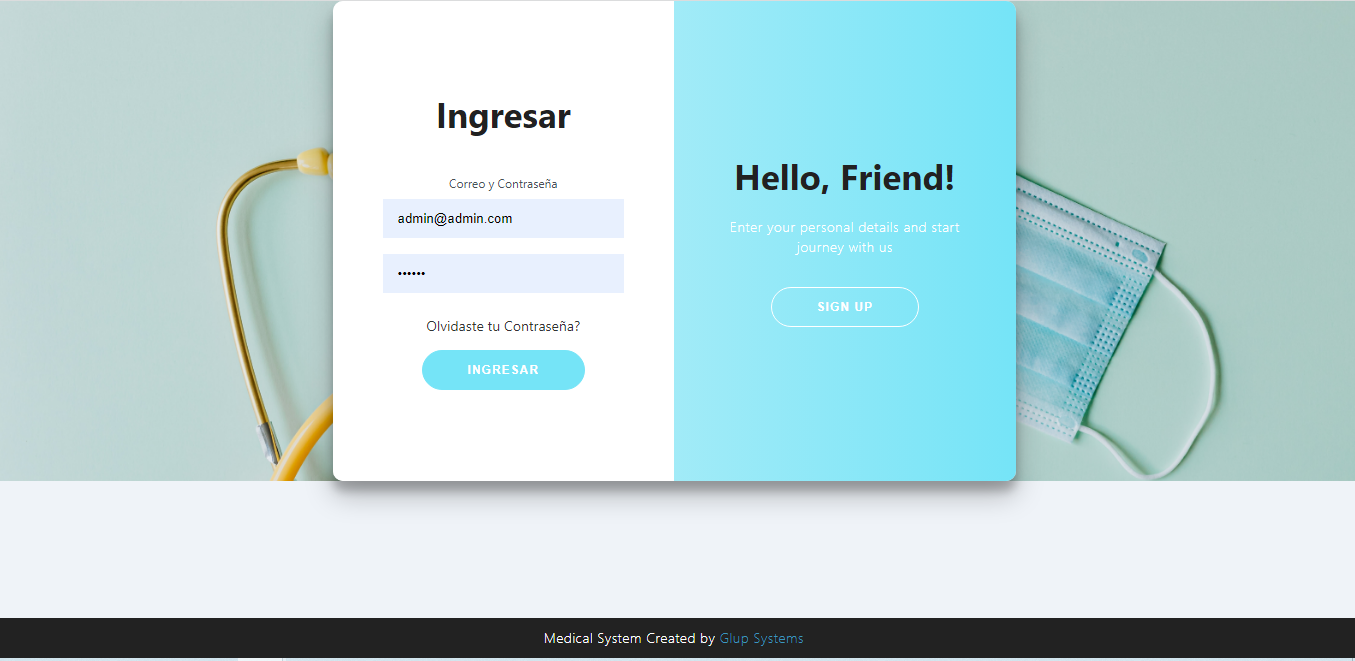 Ingresar
Correo y Contraseña
admin@admin.com
••••••
Olvidaste tu Contraseña?
INGRESAR
Hello, Friend!
Enter your personal details and start
journey with us
SIGN UP
Medical System Created by Glup Systems